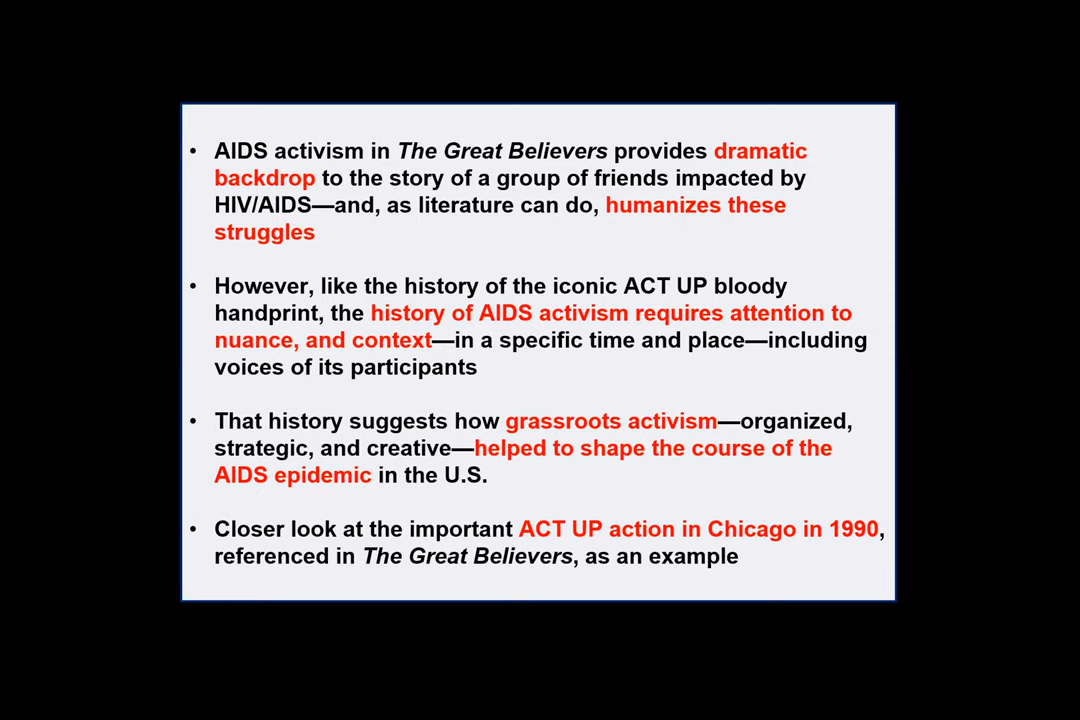 • AIDS activism in The Great Believers provides dramatic
backdrop to the story of a group of friends impacted by
HIV/AIDS—and, as literature can do, humanizes these
struggles
• However, like the history of the iconic ACT UP bloody
handprint, the history of AIDS activism requires attention to
nuance, and context—in a specific time and place—including
voices of its participants
• That history suggests how grassroots activism—organized,
strategic, and creative—helped to shape the course of the
AIDS epidemic in the U.S.
• Closer look at the important ACT UP action in Chicago in 1990,
referenced in The Great Believers, as an example